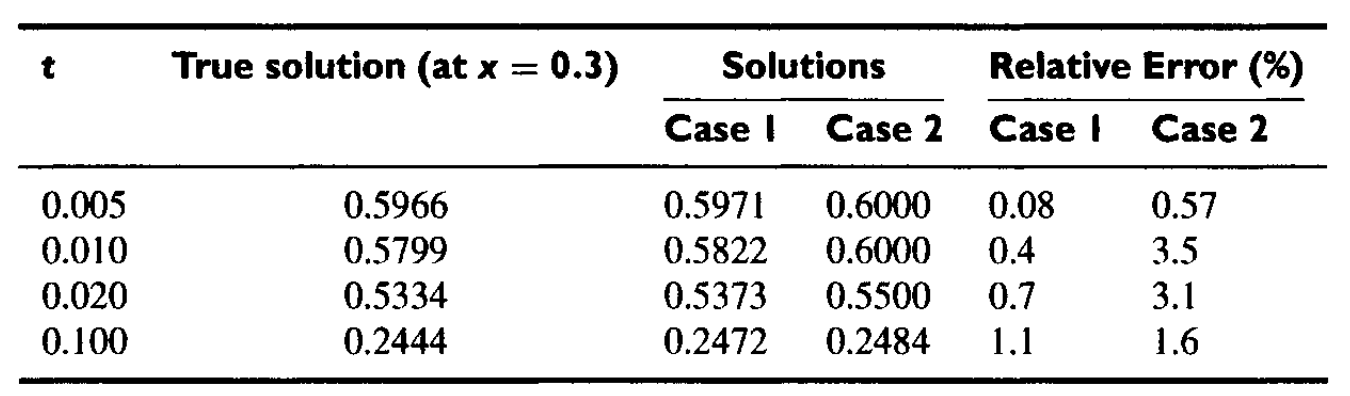 t True solution (at x = 0.3) Solutions Relative Error (%)
Case 1 Case 2 Case 1 Case 2
0.005 0.5966 0.5971 0.6000 0.08 0.57
0.010 0.5799 0.5822 0.6000 0.4 3.5
0.020 0.5334 0.5373 0.5500 0.7 3.1
0.100 0.2444 0.2472 0.2484 1.1 1.6